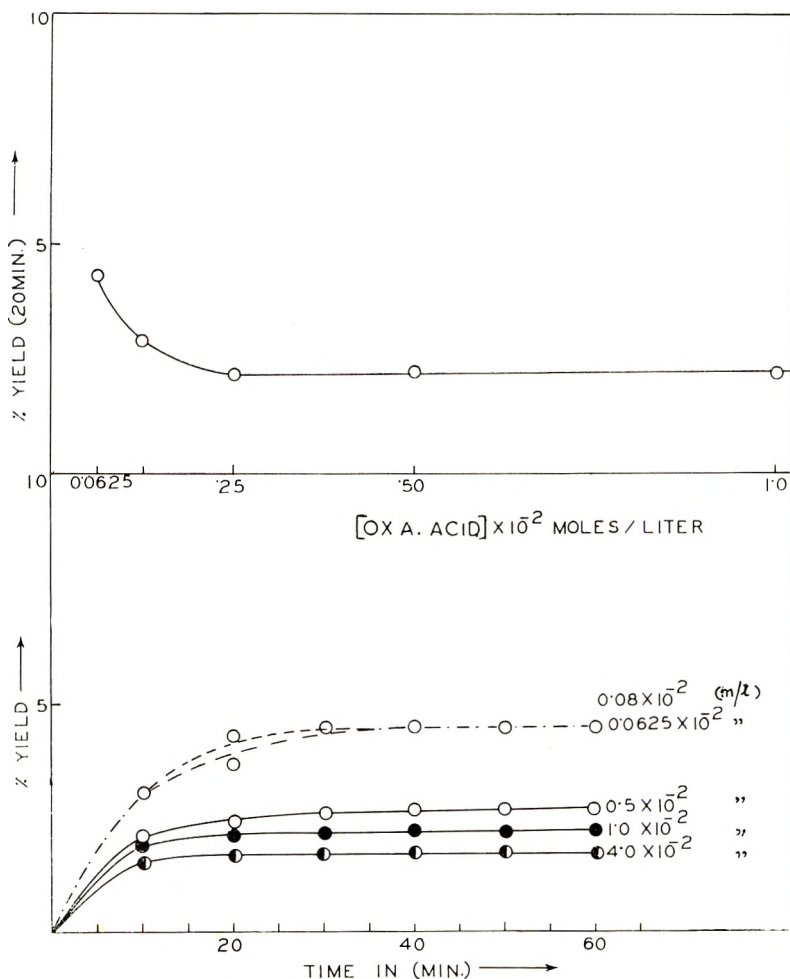 10
5
% YIELD (20MIN.)
0.0625 .25 .50 1.0
[OX A. ACID] X 10^-2 MOLES / LITER
10
5
% YIELD
0.08 X 10^-2 (m/l)
0.0625 X 10^-2 ”
0.5 X 10^-2 ”
1.0 X 10^-2 ”
4.0 X 10^-2 ”
20 40 60
TIME IN (MIN.)